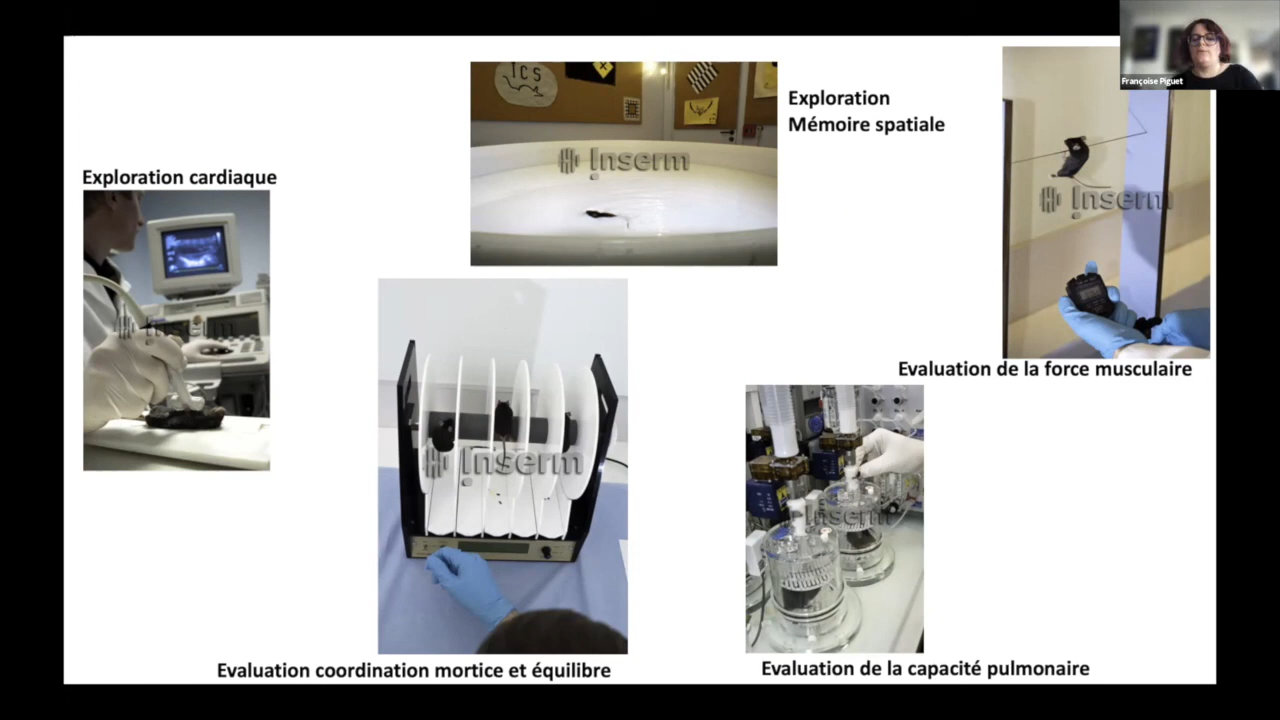 Françoise Piguet
ICS
Exploration
Mémoire spatiale
Inserm
Exploration cardiaque
Inserm
Inserm
Evaluation de la force musculaire
Inserm
Inserm
Evaluation coordination mortice et équilibre
Evaluation de la capacité pulmonaire